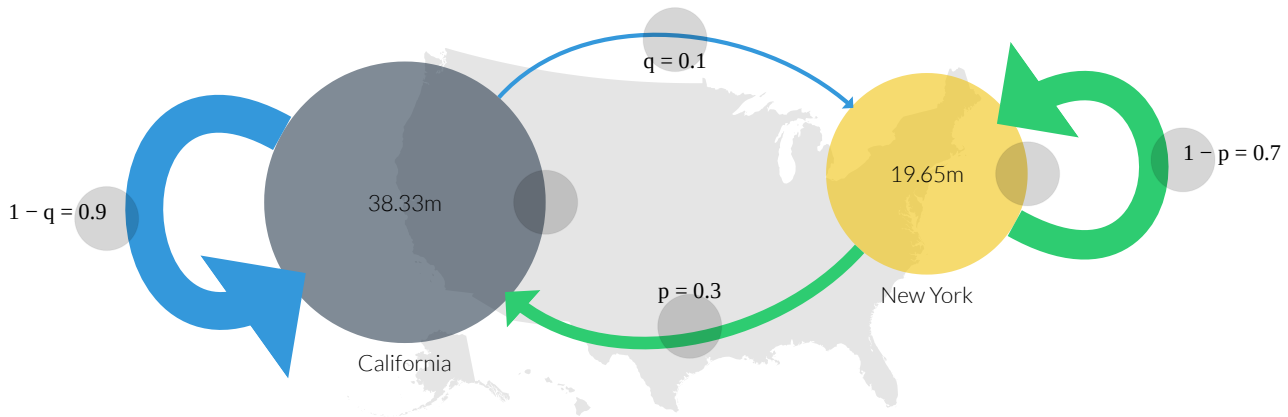 q = 0.1
1 − p = 0.7
19.65m
38.33m
1 − q = 0.9
p = 0.3
New York
California